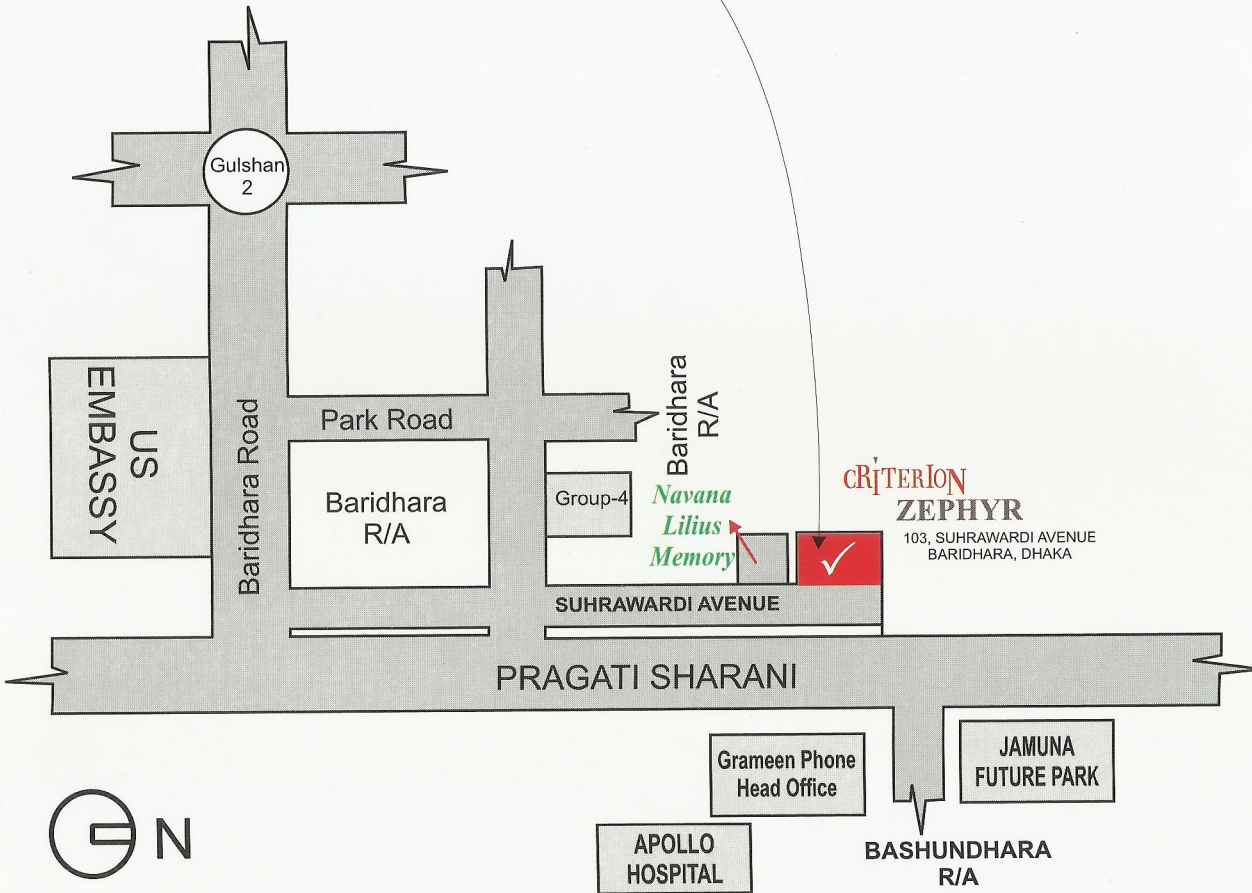 Gulshan
2
US
EMBASSY
Baridhara Road
Park Road
Baridhara
R/A
Baridhara
R/A
Group-4
Navana
Lilius
Memory
CRITERION
ZEPHYR
103, SUHRAWARDI AVENUE
BARIDHARA, DHAKA
SUHRAWARDI AVENUE
PRAGATI SHARANI
Grameen Phone
Head Office
JAMUNA
FUTURE PARK
APOLLO
HOSPITAL
BASHUNDHARA
R/A
N